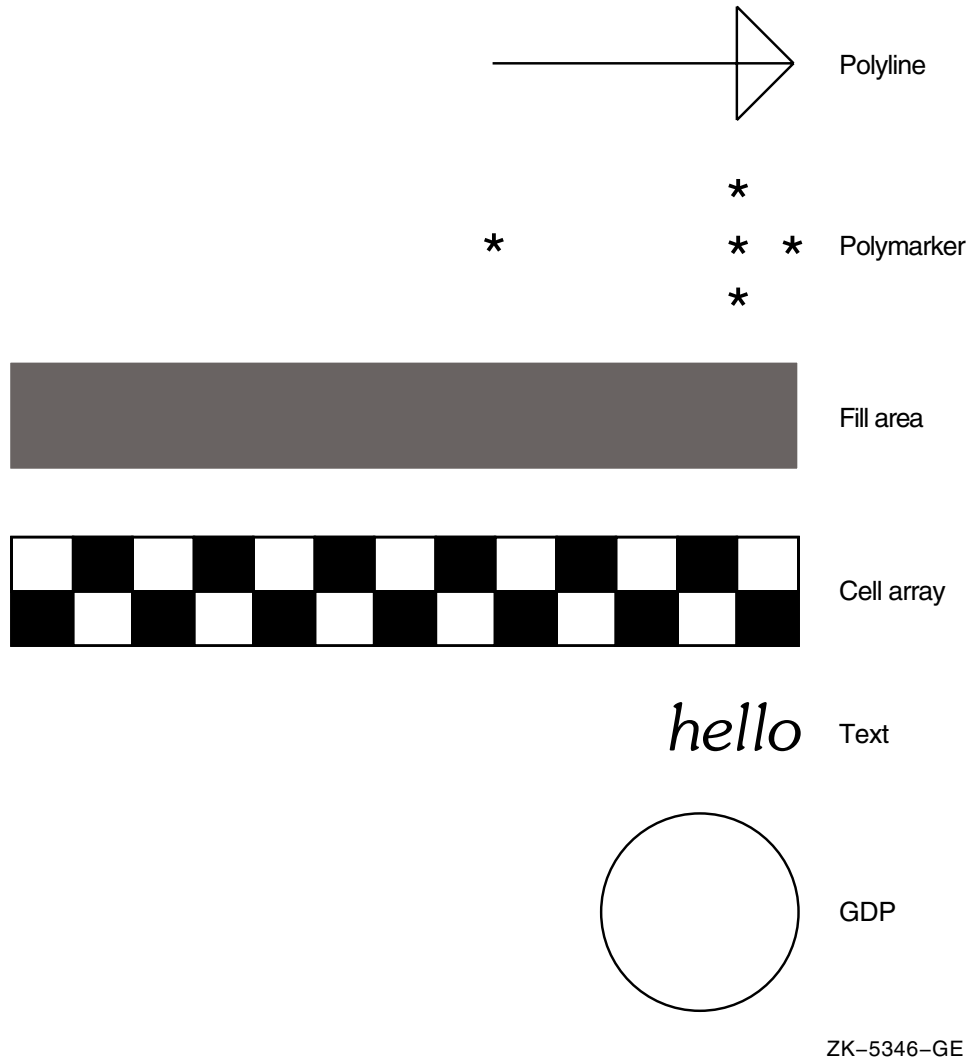 Polyline
Polymarker
Fill area
Cell array
hello Text
GDP
ZK–5346–GE